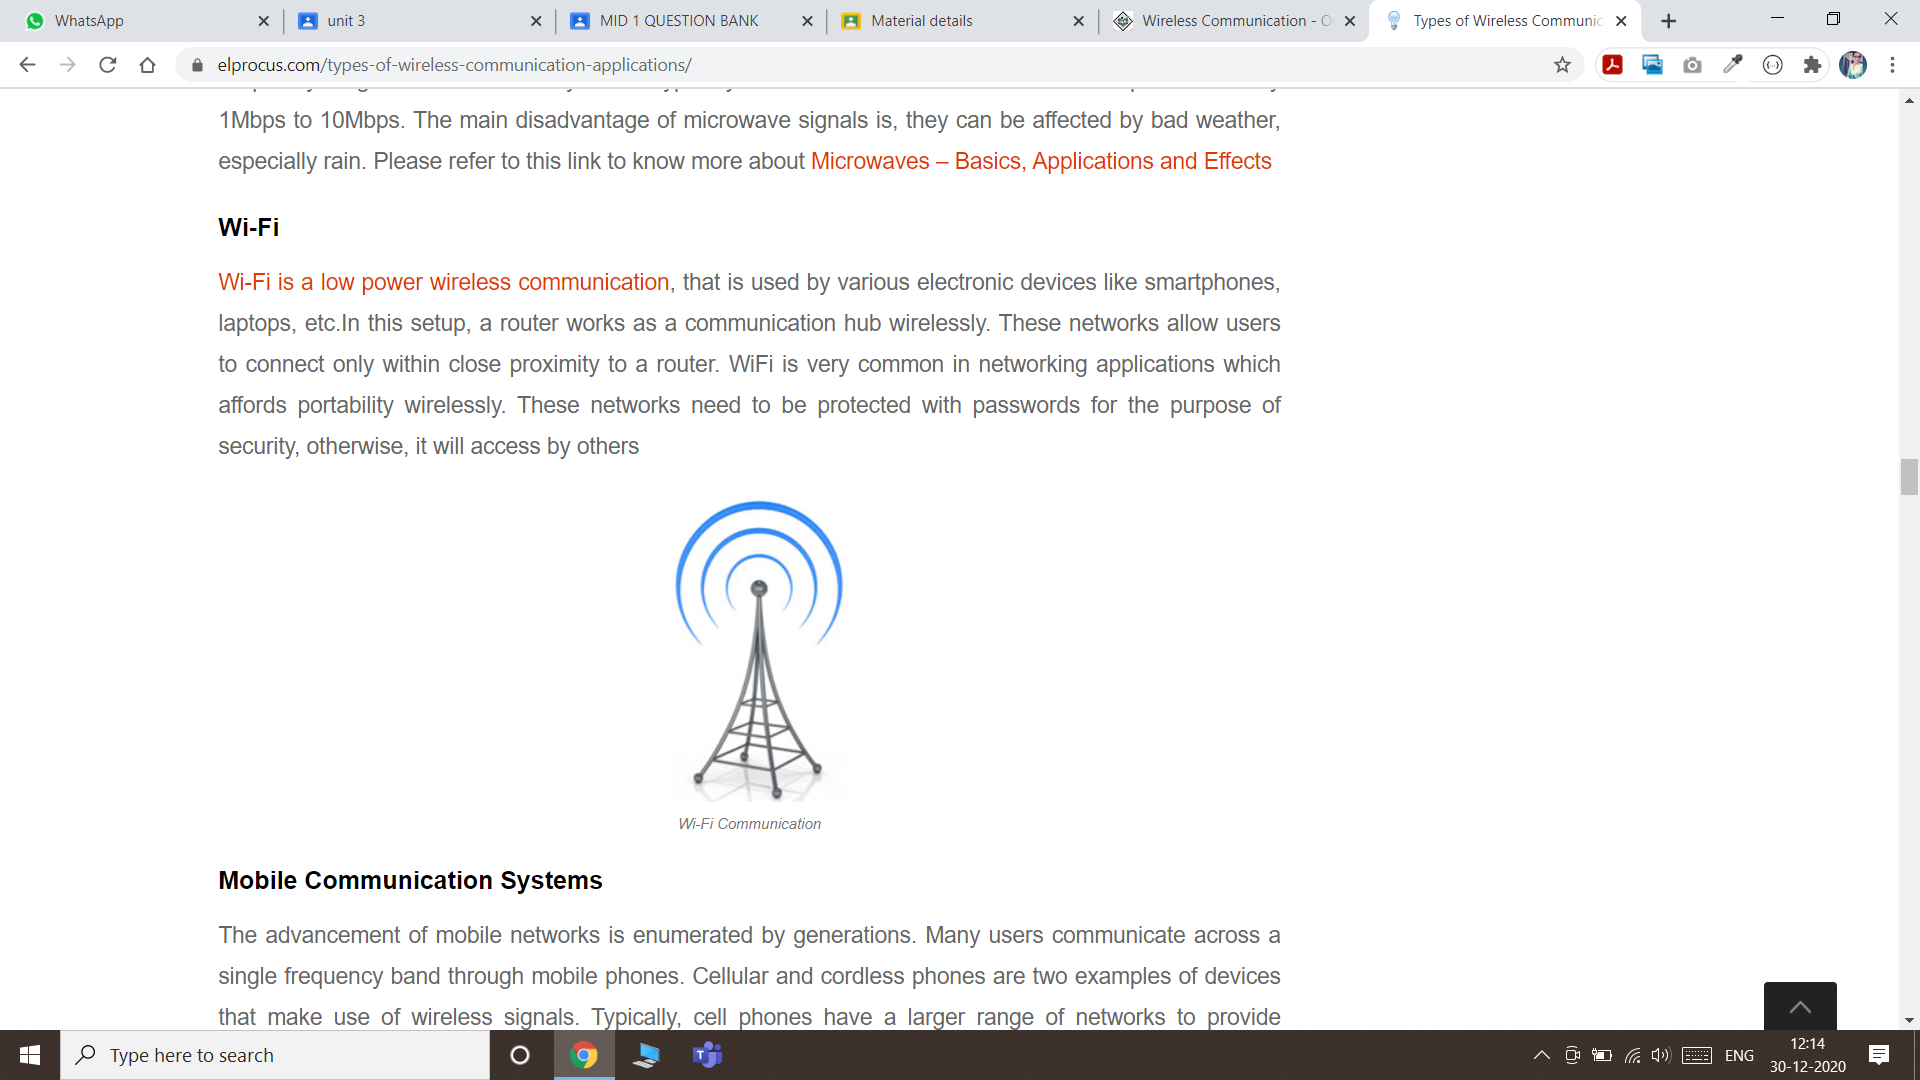 WhatsApp
unit 3
MID 1 QUESTION BANK
Material details
Wireless Communication - O
Types of Wireless Communic
elprocus.com/types-of-wireless-communication-applications/
1Mbps to 10Mbps. The main disadvantage of microwave signals is, they can be affected by bad weather,
especially rain. Please refer to this link to know more about Microwaves – Basics, Applications and Effects
Wi-Fi
Wi-Fi is a low power wireless communication, that is used by various electronic devices like smartphones,
laptops, etc.In this setup, a router works as a communication hub wirelessly. These networks allow users
to connect only within close proximity to a router. WiFi is very common in networking applications which
affords portability wirelessly. These networks need to be protected with passwords for the purpose of
security, otherwise, it will access by others
Wi-Fi Communication
Mobile Communication Systems
The advancement of mobile networks is enumerated by generations. Many users communicate across a
single frequency band through mobile phones. Cellular and cordless phones are two examples of devices
that make use of wireless signals. Typically, cell phones have a larger range of networks to provide
Type here to search
ENG
12:14
30-12-2020